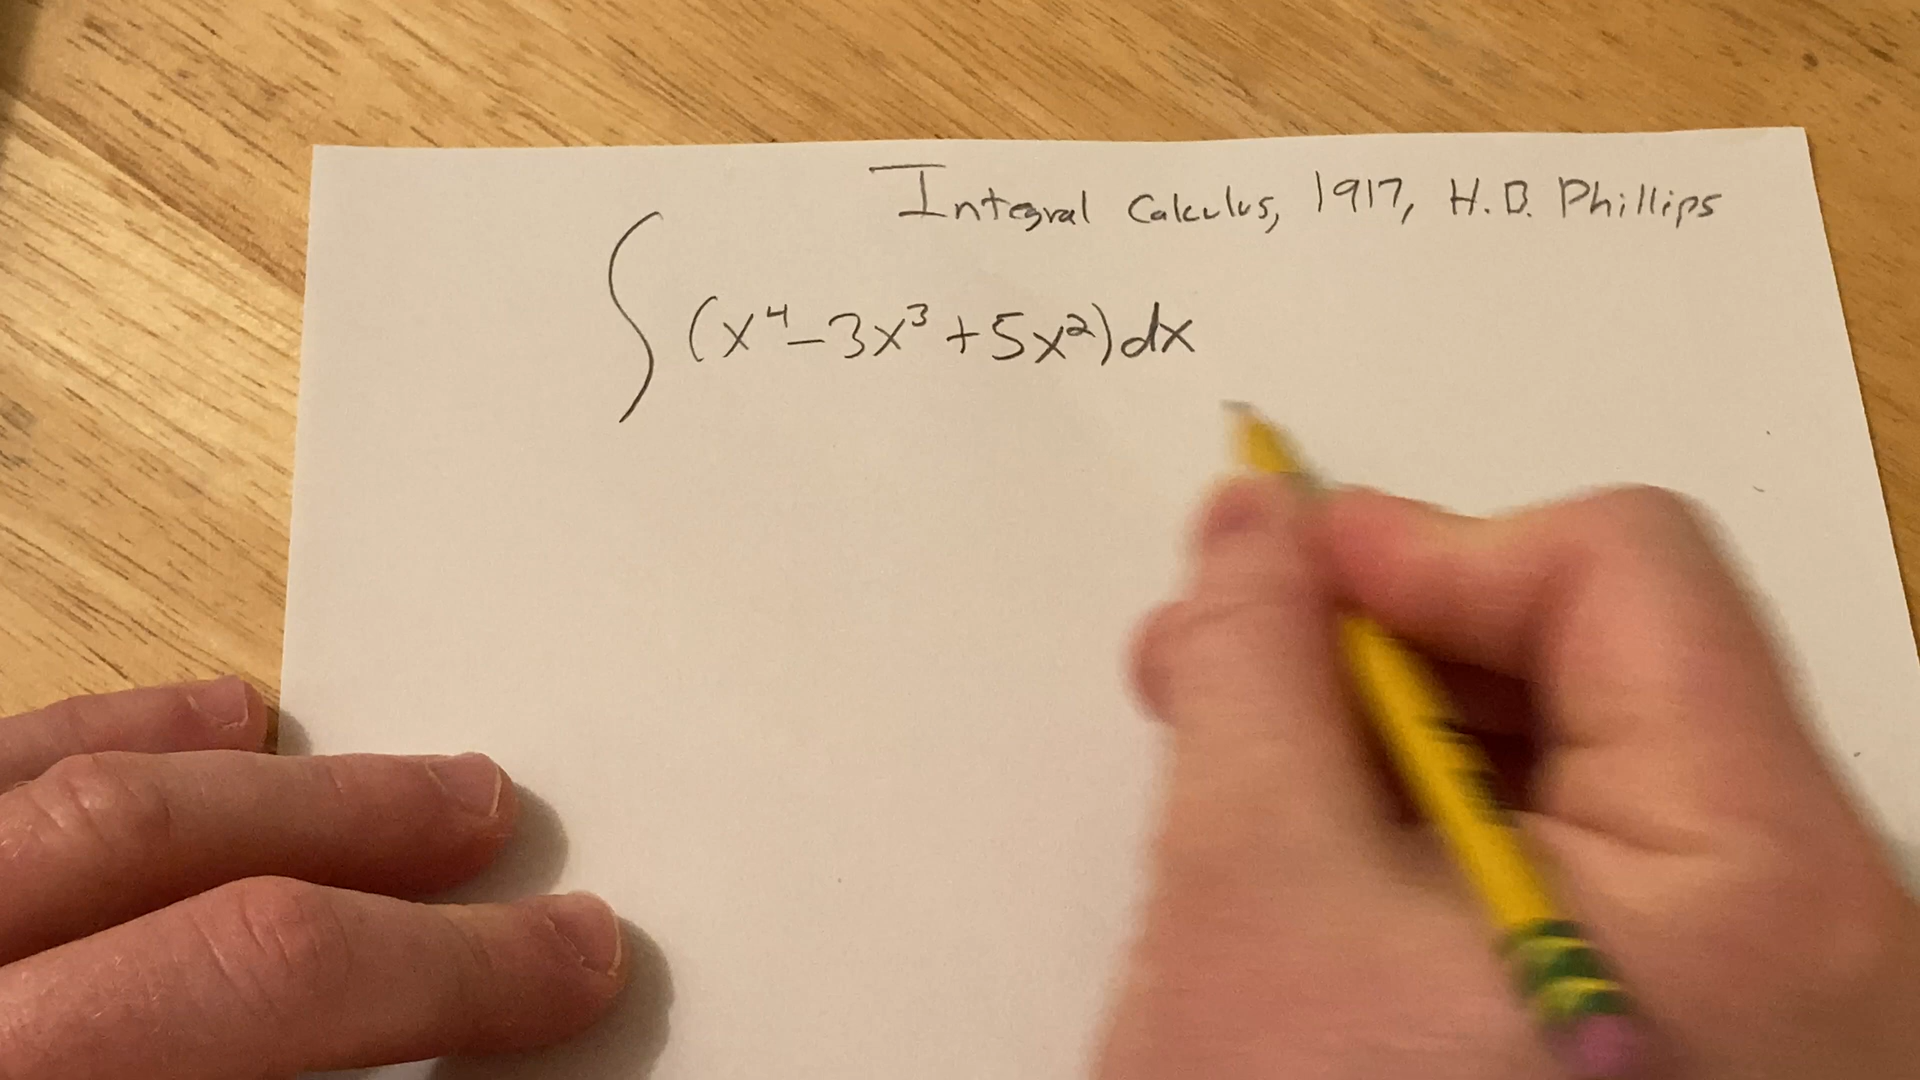 Integral Calculus, 1917, H.B. Phillips
∫(x⁴-3x³+5x²)dx